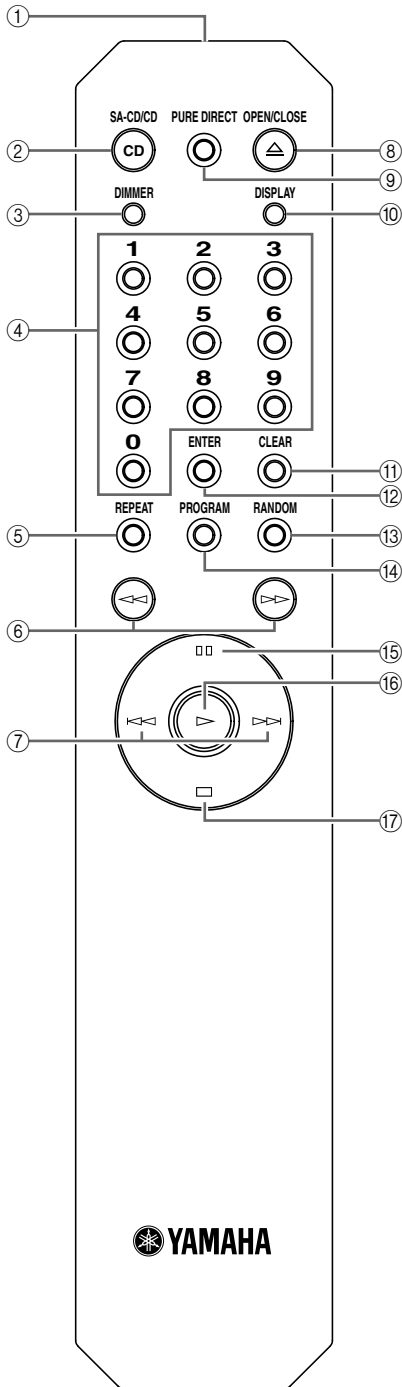 ①
SA-CD/CD PURE DIRECT OPEN/CLOSE
② CD ⑧
⑨
③ DIMMER DISPLAY ⑩
1 2 3
④ 4 5 6
7 8 9
0 ENTER CLEAR ⑪
⑫
⑤ REPEAT PROGRAM RANDOM ⑬
⑭
⑥
⑮
⑯
⑦
⑰
YAMAHA